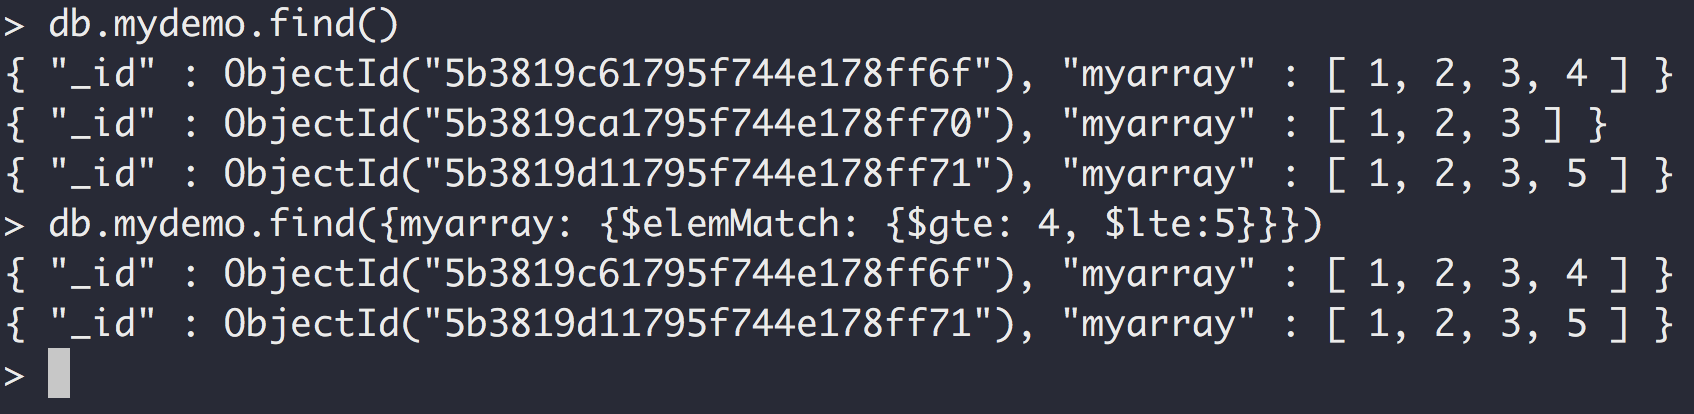 > db.mydemo.find()
{ "_id" : ObjectId("5b3819c61795f744e178ff6f"), "myarray" : [ 1, 2, 3, 4 ] }
{ "_id" : ObjectId("5b3819ca1795f744e178ff70"), "myarray" : [ 1, 2, 3 ] }
{ "_id" : ObjectId("5b3819d11795f744e178ff71"), "myarray" : [ 1, 2, 3, 5 ] }
> db.mydemo.find({myarray: {$elemMatch: {$gte: 4, $lte:5}}})
{ "_id" : ObjectId("5b3819c61795f744e178ff6f"), "myarray" : [ 1, 2, 3, 4 ] }
{ "_id" : ObjectId("5b3819d11795f744e178ff71"), "myarray" : [ 1, 2, 3, 5 ] }
>